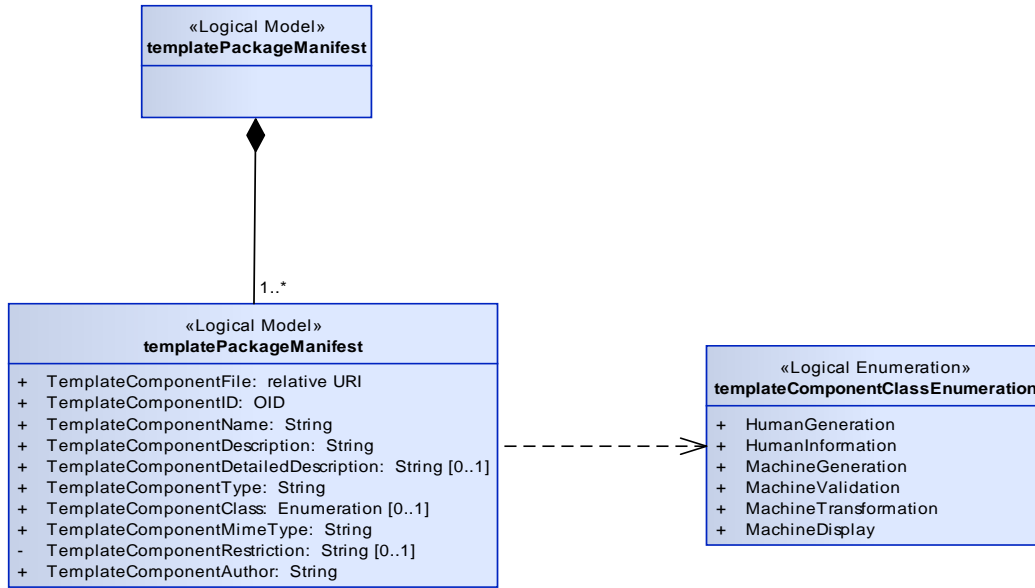 «Logical Model»
templatePackageManifest
1..*
«Logical Model»
templatePackageManifest
+ TemplateComponentFile: relative URI
+ TemplateComponentID: OID
+ TemplateComponentName: String
+ TemplateComponentDescription: String
+ TemplateComponentDetailedDescription: String [0..1]
+ TemplateComponentType: String
+ TemplateComponentClass: Enumeration [0..1]
+ TemplateComponentMimeType: String
- TemplateComponentRestriction: String [0..1]
+ TemplateComponentAuthor: String
«Logical Enumeration»
templateComponentClassEnumeration
+ HumanGeneration
+ HumanInformation
+ MachineGeneration
+ MachineValidation
+ MachineTransformation
+ MachineDisplay